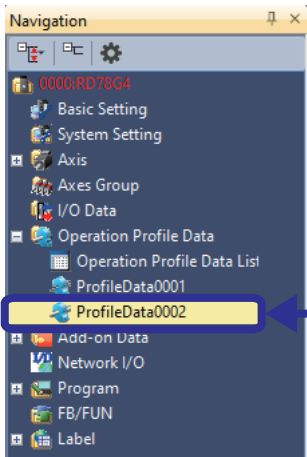 Navigation
0000:RD78G4
Basic Setting
System Setting
Axis
Axes Group
I/O Data
Operation Profile Data
Operation Profile Data List
ProfileData0001
ProfileData0002
Add-on Data
Network I/O
Program
FB/FUN
Label